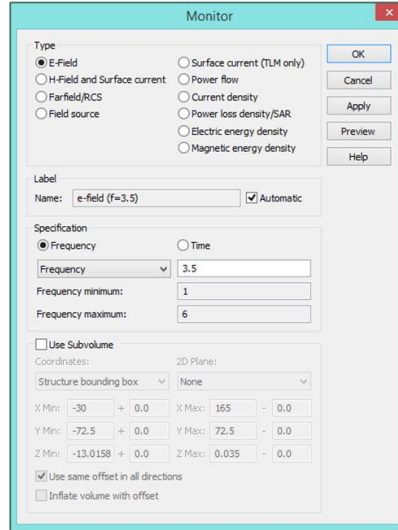 Monitor
Type
E-Field
Surface current (TLM only)
H-Field and Surface current
Power flow
Farfield/RCS
Current density
Field source
Power loss density/SAR
Electric energy density
Magnetic energy density
OK
Cancel
Apply
Preview
Help
Label
Name: e-field (f=3.5) Automatic
Specification
Frequency Time
Frequency 3.5
Frequency minimum: 1
Frequency maximum: 6
Use Subvolume
Coordinates: 2D Plane:
Structure bounding box None
X Min: -30 + 0.0 X Max: 165 - 0.0
Y Min: -72.5 + 0.0 Y Max: 72.5 - 0.0
Z Min: -13.0158 + 0.0 Z Max: 0.035 - 0.0
Use same offset in all directions
Inflate volume with offset